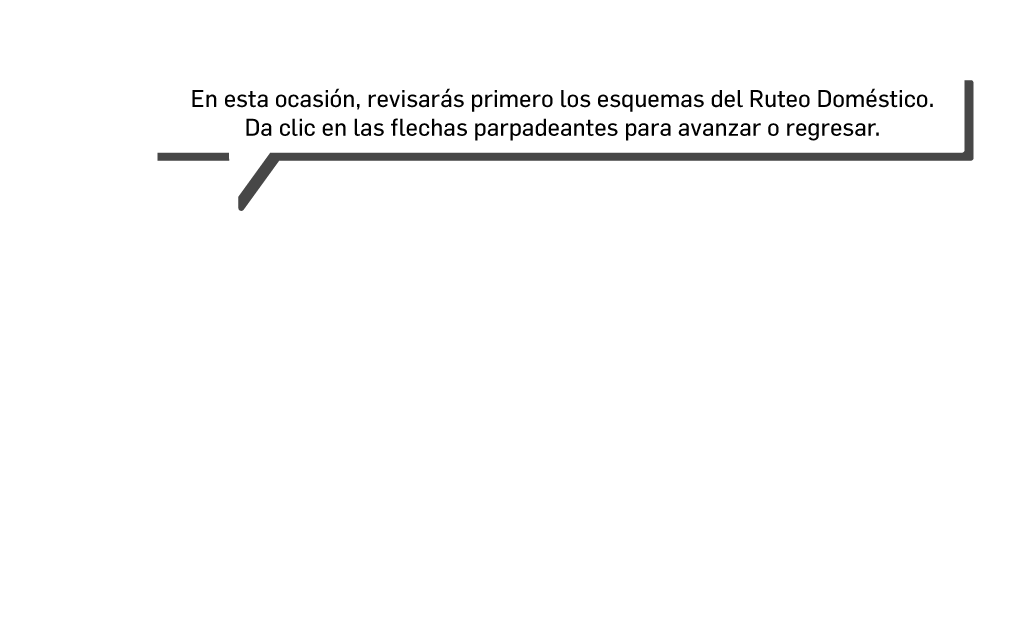 En esta ocasión, revisarás primero los esquemas del Ruteo Doméstico.
Da clic en las flechas parpadeantes para avanzar o regresar.